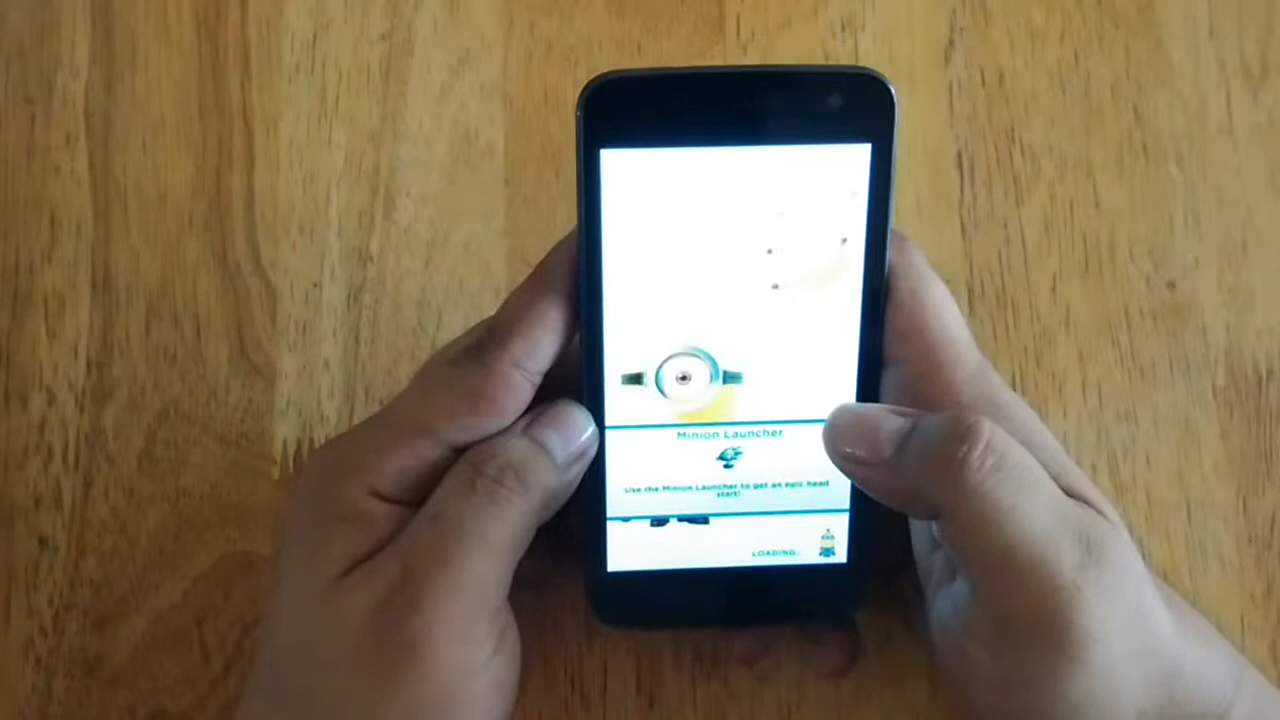 Minion Launcher
Use the Minion Launcher to get an epic head
start!
LOADING..